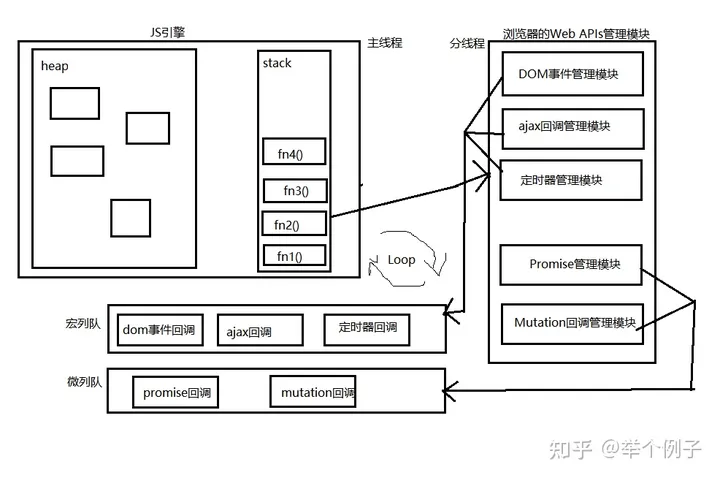 JS引擎
主线程
分线程
浏览器的Web APIs管理模块
heap
stack
DOM事件管理模块
ajax回调管理模块
fn4()
定时器管理模块
fn3()
fn2()
fn1()
Loop
Promise管理模块
Mutation回调管理模块
宏列队
dom事件回调
ajax回调
定时器回调
微列队
promise回调
mutation回调
知乎 @举个例子